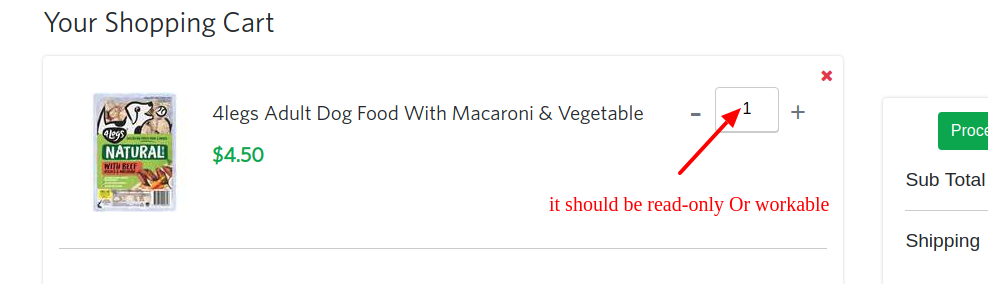 Your Shopping Cart
4legs Adult Dog Food With Macaroni & Vegetable
- 1 +
$4.50
4Legs
NATURAL
WITH BEEF
it should be read-only Or workable
Proce
Sub Total
Shipping